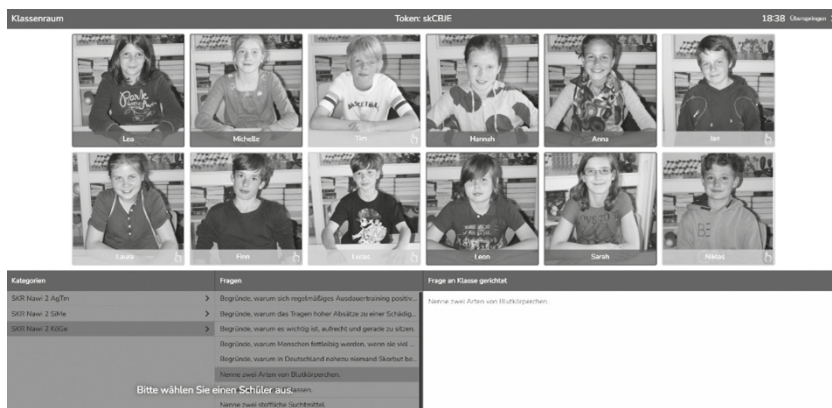 Klassenraum
Token: skCBJE
18:38 Überspringen
Park
Lea
Michelle
BASKETBALL
Tim
Hannah
Anna
Jan
Laura
Finn
Lucas
Leon
Sarah
BE
Niklas
Kategorien
Fragen
Frage an Klasse gerichtet
SKR Nawi 2 AgTm
SKR Nawi 2 SiMe
SKR Nawi 2 KöGe
Begründe, warum sich regelmäßiges Ausdauertraining positiv...
Begründe, warum das Tragen hoher Absätze zu einer Schädig...
Begründe, warum es wichtig ist, aufrecht und gerade zu sitzen.
Begründe, warum Menschen fettleibig werden, wenn sie viel ...
Begründe, warum in Deutschland nahezu niemand Skorbut be...
Nenne zwei Arten von Blutkörperchen.
Nenne zwei stoffliche Suchtmittel.
Nenne zwei Arten von Blutkörperchen.
Bitte wählen Sie einen Schüler aus.